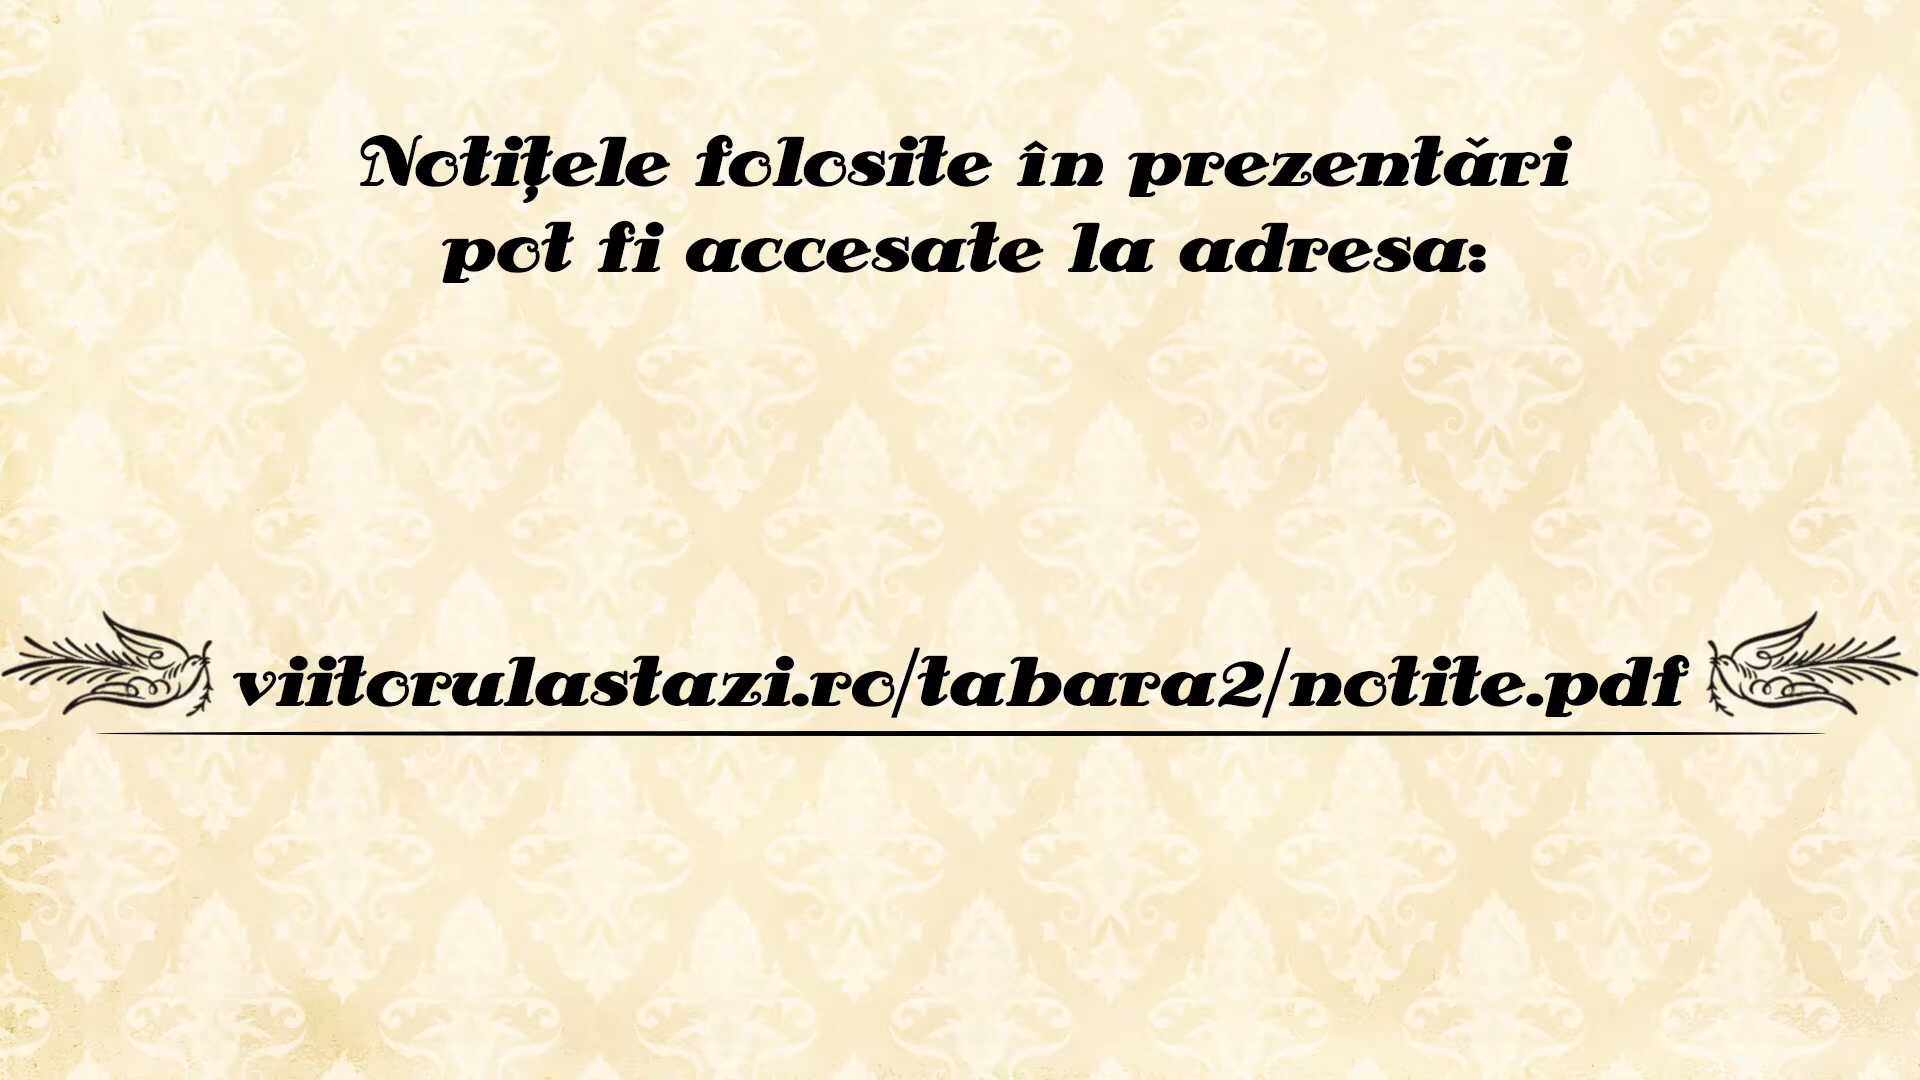 Notițele folosite în prezentări
pot fi accesate la adresa:
viitorulastazi.ro/tabara2/notite.pdf